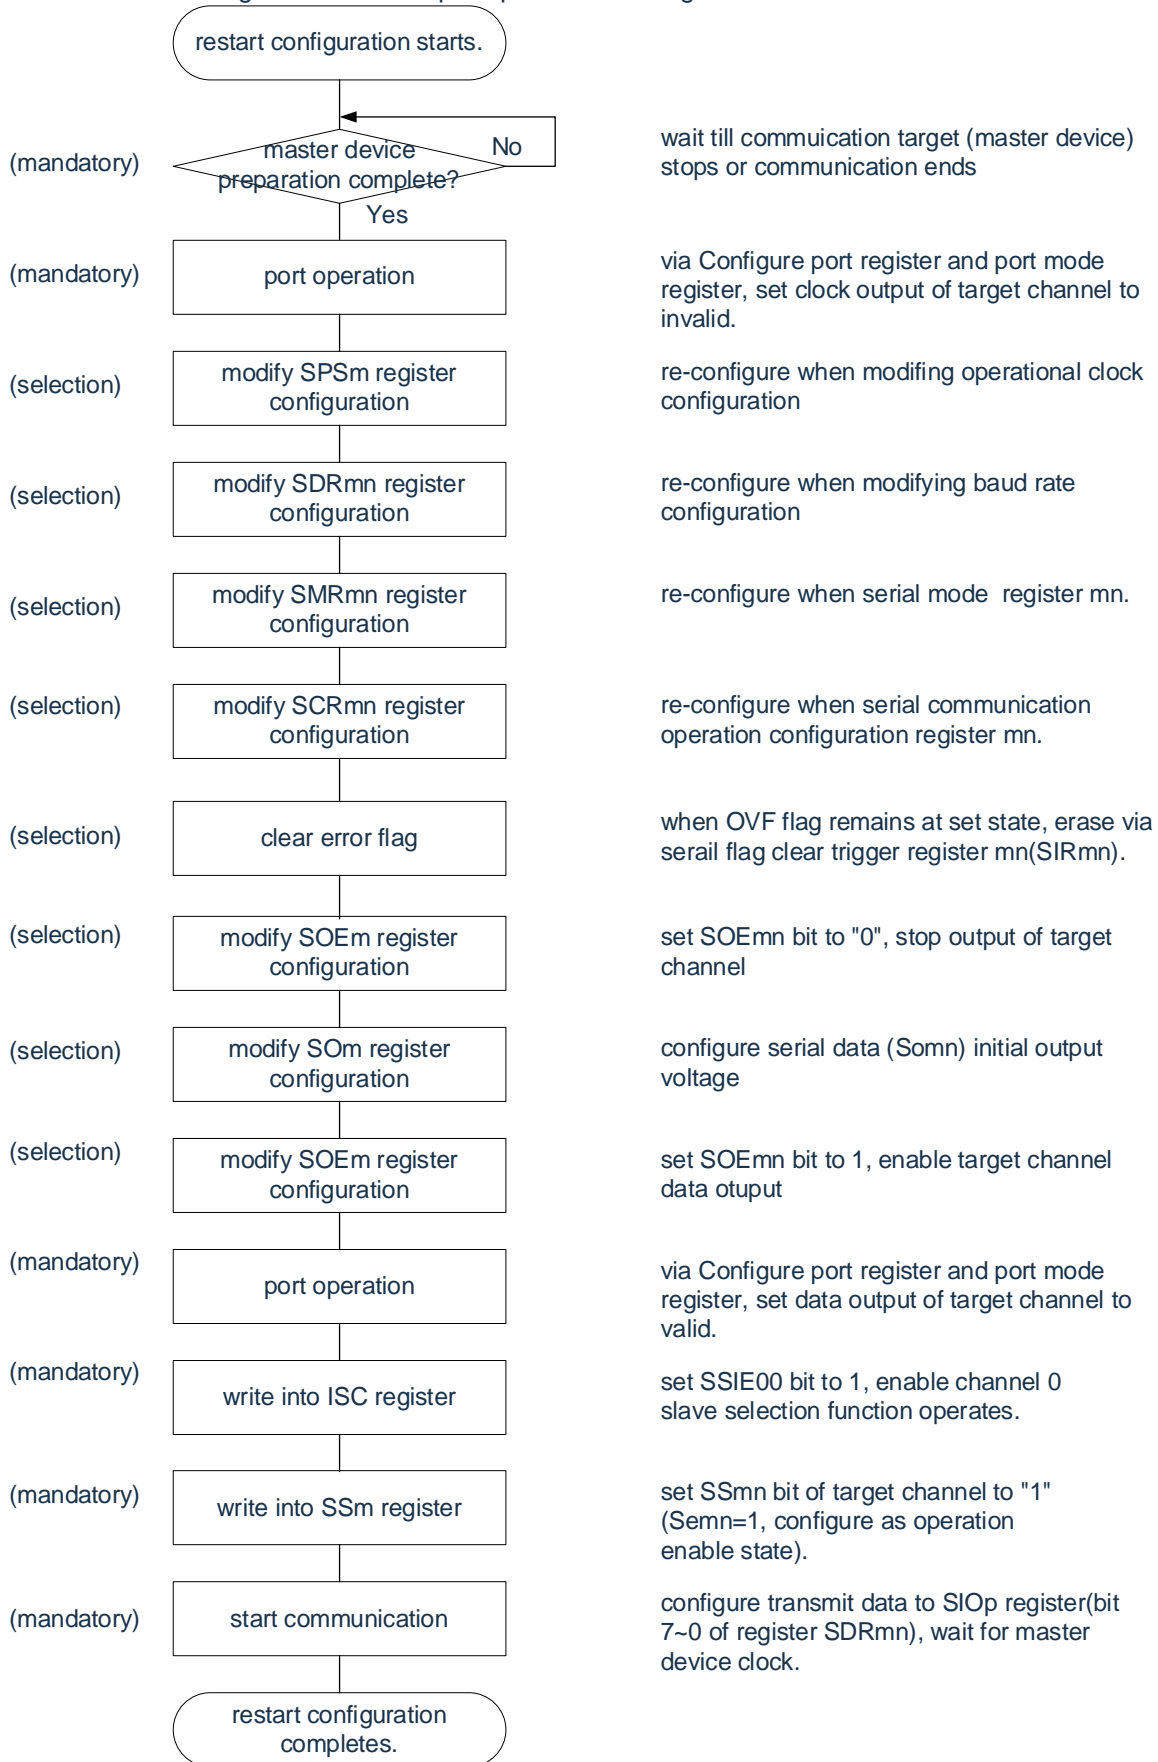 restart configuration starts.
(mandatory)
master device
preparation complete?
No
Yes
wait till commuication target (master device)
stops or communication ends
(mandatory)
port operation
via Configure port register and port mode
register, set clock output of target channel to
invalid.
(selection)
modify SPSm register
configuration
re-configure when modifing operational clock
configuration
(selection)
modify SDRmn register
configuration
re-configure when modifying baud rate
configuration
(selection)
modify SMRmn register
configuration
re-configure when serial mode  register mn.
(selection)
modify SCRmn register
configuration
re-configure when serial communication
operation configuration register mn.
(selection)
clear error flag
when OVF flag remains at set state, erase via
serail flag clear trigger register mn(SIRmn).
(selection)
modify SOEm register
configuration
set SOEmn bit to "0", stop output of target
channel
(selection)
modify SOm register
configuration
configure serial data (Somn) initial output
voltage
(selection)
modify SOEm register
configuration
set SOEmn bit to 1, enable target channel
data otuput
(mandatory)
port operation
via Configure port register and port mode
register, set data output of target channel to
valid.
(mandatory)
write into ISC register
set SSIE00 bit to 1, enable channel 0
slave selection function operates.
(mandatory)
write into SSm register
set SSmn bit of target channel to "1"
(Semn=1, configure as operation
enable state).
(mandatory)
start communication
configure transmit data to SIOp register(bit
7~0 of register SDRmn), wait for master
device clock.
restart configuration
completes.